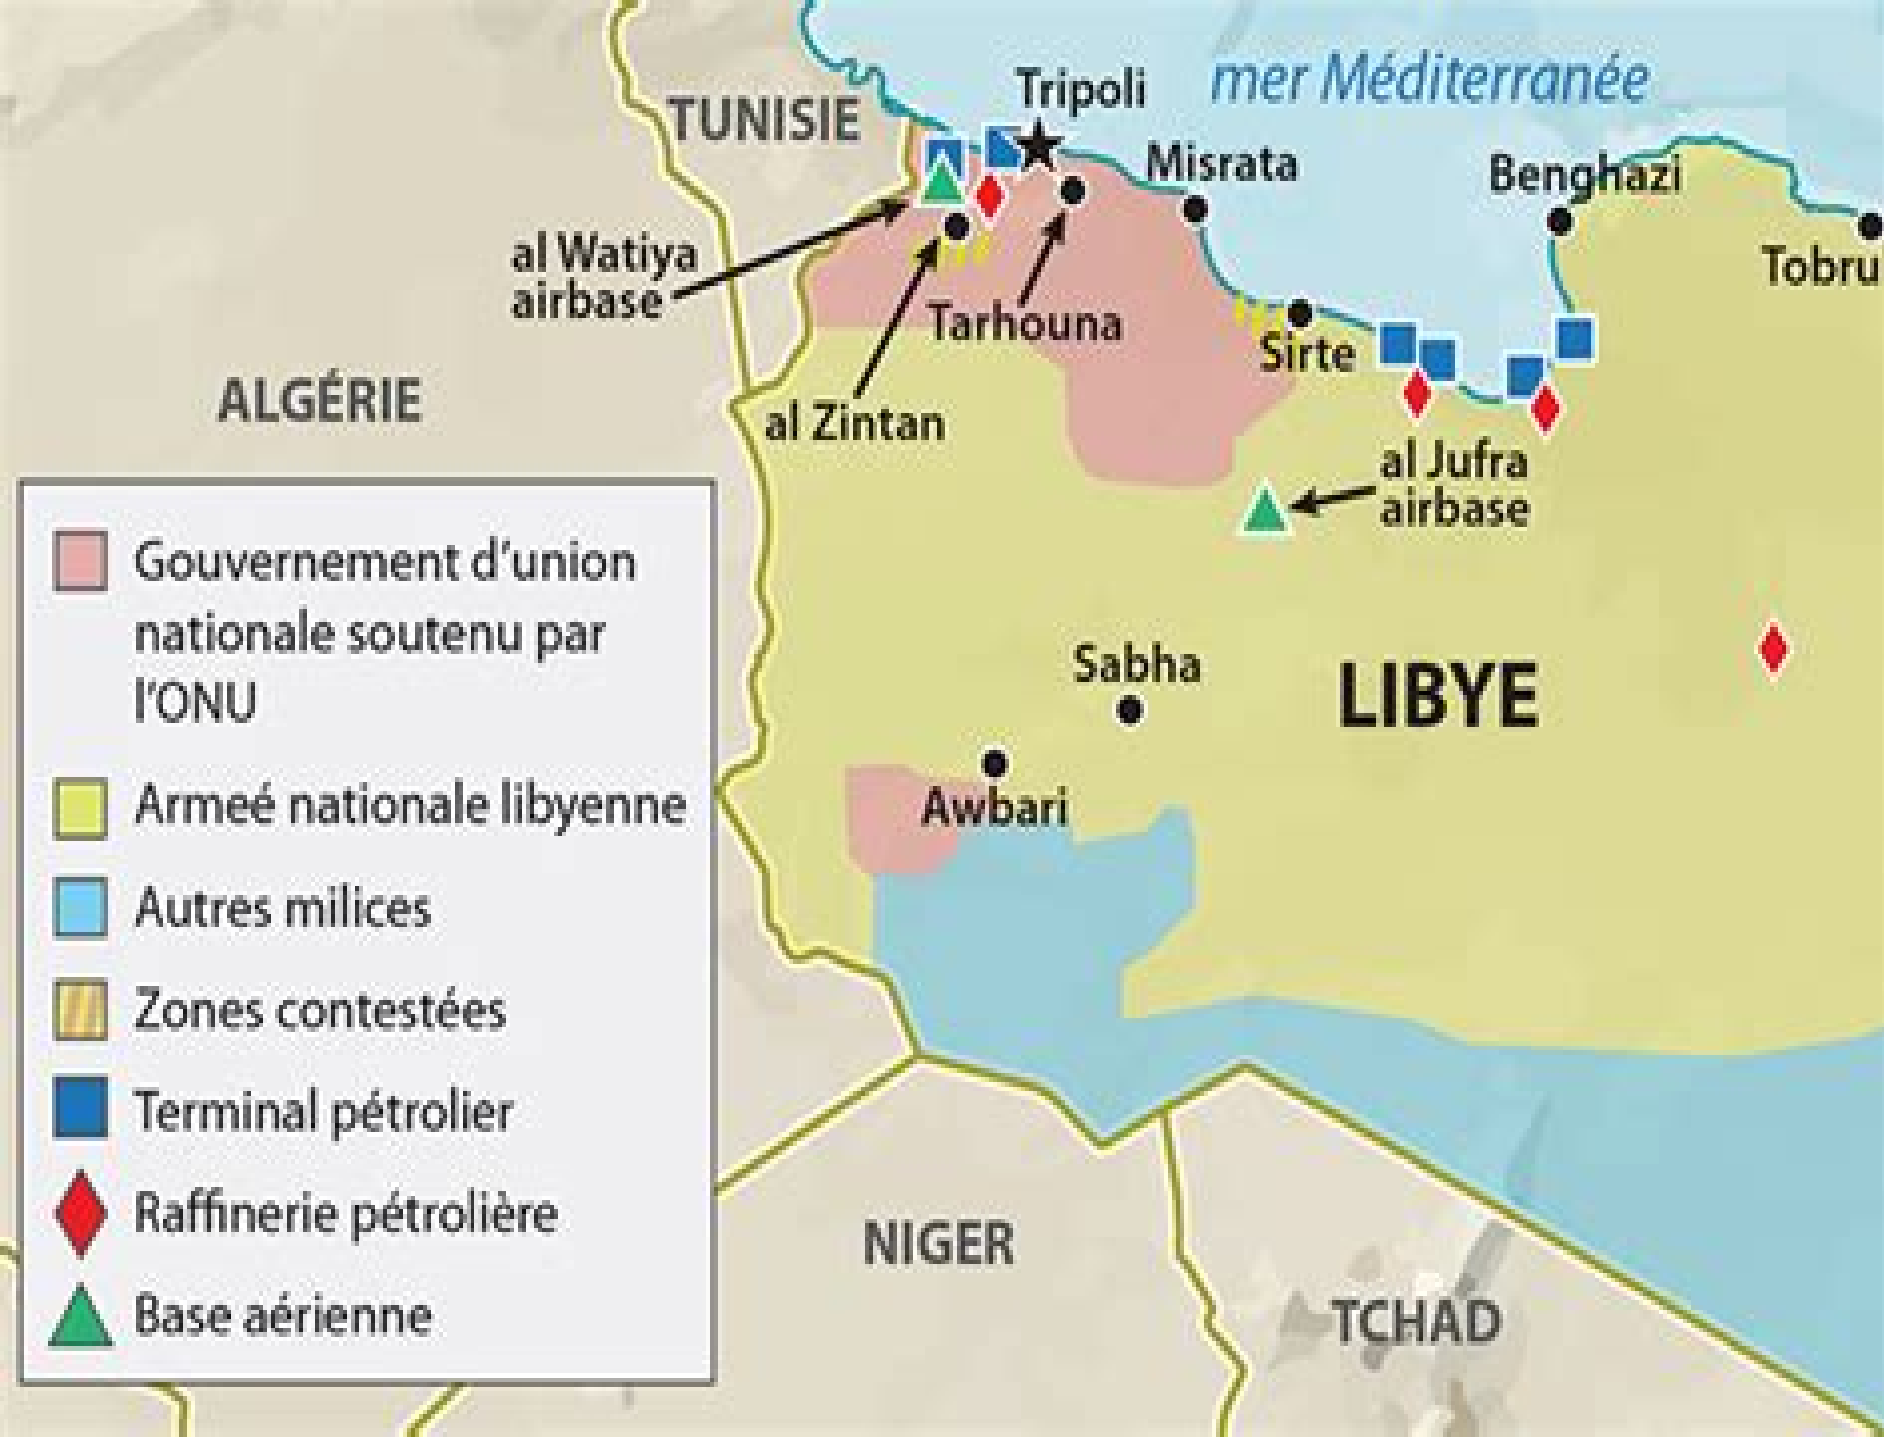 mer Méditerranée
Tripoli
TUNISIE
Misrata
Benghazi
Tobru
al Watiya
airbase
Tarhouna
Sirte
ALGÉRIE
al Zintan
al Jufra
airbase
Sabha
LIBYE
Awbari
NIGER
TCHAD
Gouvernement d'union
nationale soutenu par
l'ONU
Armeé nationale libyenne
Autres milices
Zones contestées
Terminal pétrolier
Raffinerie pétrolière
Base aérienne